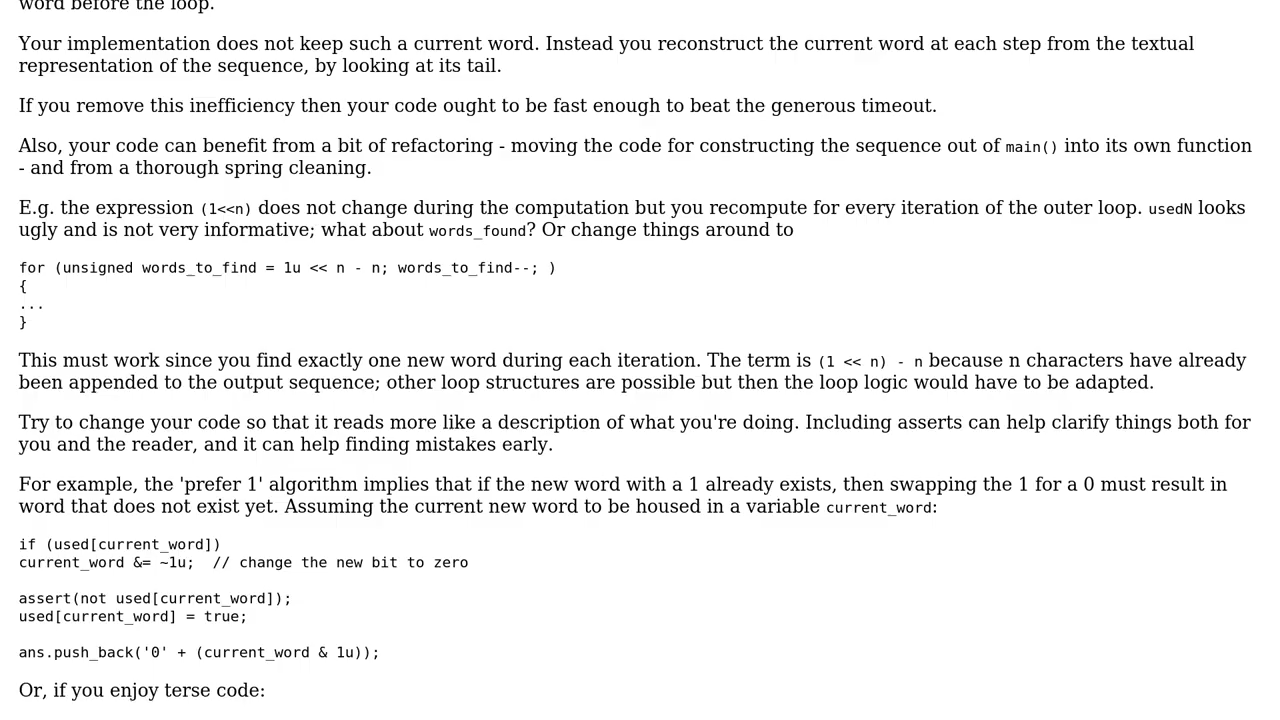 word before the loop.
Your implementation does not keep such a current word. Instead you reconstruct the current word at each step from the textual
representation of the sequence, by looking at its tail.
If you remove this inefficiency then your code ought to be fast enough to beat the generous timeout.
Also, your code can benefit from a bit of refactoring - moving the code for constructing the sequence out of main() into its own function
- and from a thorough spring cleaning.
E.g. the expression (1<<n) does not change during the computation but you recompute for every iteration of the outer loop. usedN looks
ugly and is not very informative; what about words_found? Or change things around to
for (unsigned words_to_find = 1u << n - n; words_to_find--; )
{
...
}
This must work since you find exactly one new word during each iteration. The term is (1 << n) - n because n characters have already
been appended to the output sequence; other loop structures are possible but then the loop logic would have to be adapted.
Try to change your code so that it reads more like a description of what you're doing. Including asserts can help clarify things both for
you and the reader, and it can help finding mistakes early.
For example, the 'prefer 1' algorithm implies that if the new word with a 1 already exists, then swapping the 1 for a 0 must result in
word that does not exist yet. Assuming the current new word to be housed in a variable current_word:
if (used[current_word])
current_word &= ~1u;  // change the new bit to zero
assert(not used[current_word]);
used[current_word] = true;
ans.push_back('0' + (current_word & 1u));
Or, if you enjoy terse code: